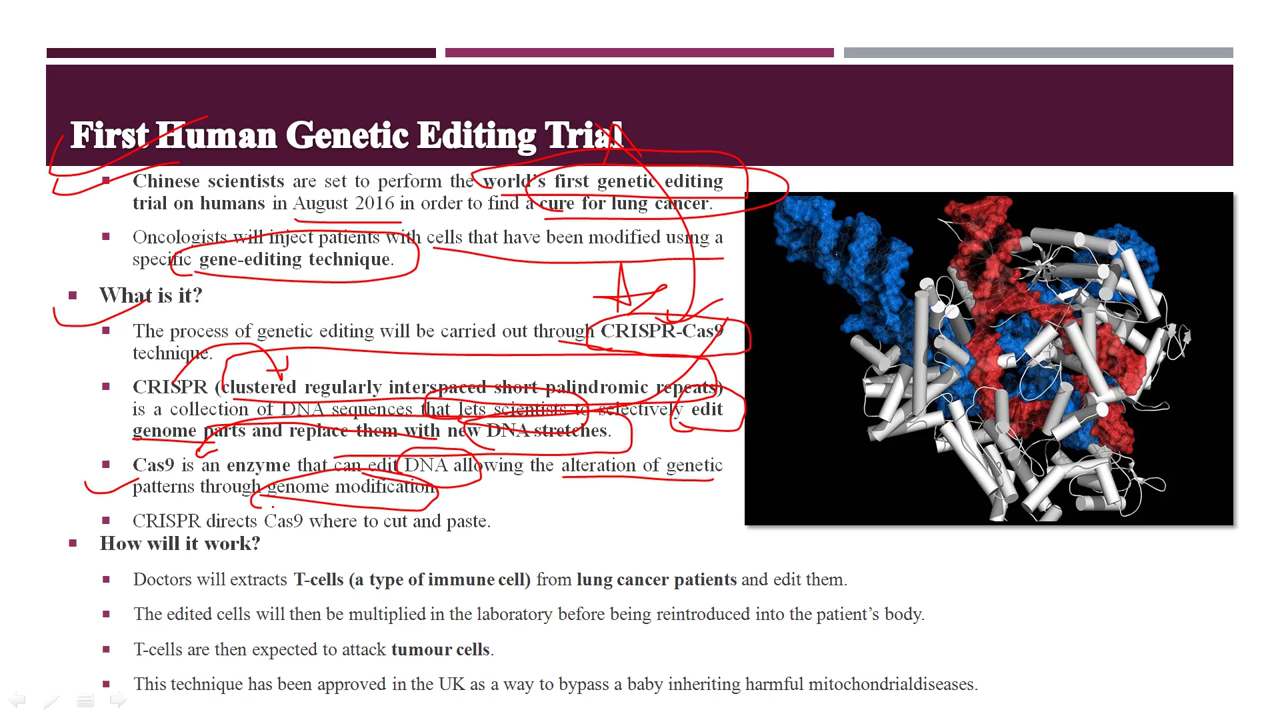 First Human Genetic Editing Trial
Chinese scientists are set to perform the world's first genetic editing
trial on humans in August 2016 in order to find a cure for lung cancer.
Oncologists will inject patients with cells that have been modified using a
specific gene-editing technique.
What is it?
The process of genetic editing will be carried out through CRISPR-Cas9
technique.
CRISPR (clustered regularly interspaced short palindromic repeats)
is a collection of DNA sequences that lets scientists to selectively edit
genome parts and replace them with new DNA stretches.
Cas9 is an enzyme that can edit DNA allowing the alteration of genetic
patterns through genome modification.
CRISPR directs Cas9 where to cut and paste.
How will it work?
Doctors will extracts T-cells (a type of immune cell) from lung cancer patients and edit them.
The edited cells will then be multiplied in the laboratory before being reintroduced into the patient's body.
T-cells are then expected to attack tumour cells.
This technique has been approved in the UK as a way to bypass a baby inheriting harmful mitochondrialdiseases.